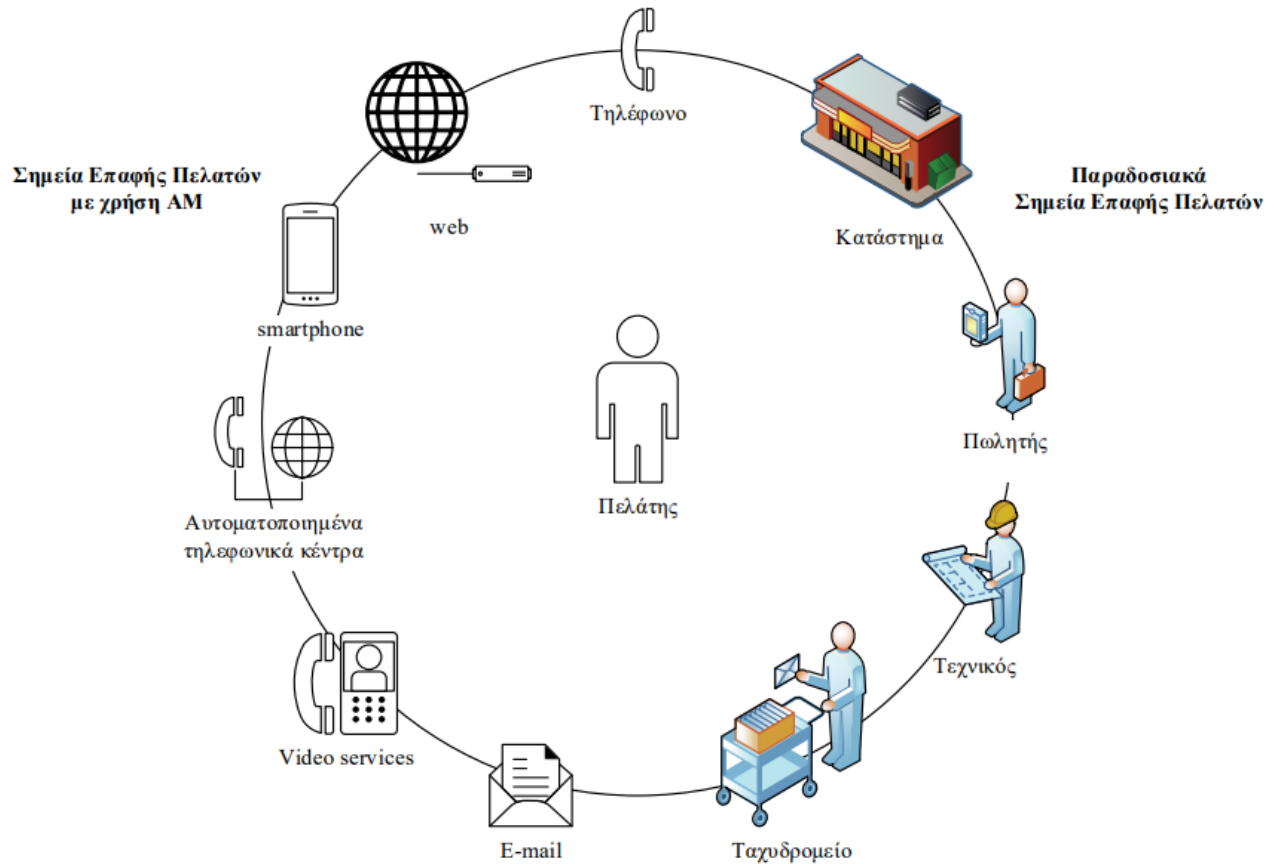 Τηλέφωνο
Σημεία Επαφής Πελατών
με χρήση ΑΜ
Παραδοσιακά
Σημεία Επαφής Πελατών
web
Κατάστημα
smartphone
Πωλητής
Πελάτης
Αυτοματοποιημένα
τηλεφωνικά κέντρα
Τεχνικός
Video services
E-mail
Ταχυδρομείο